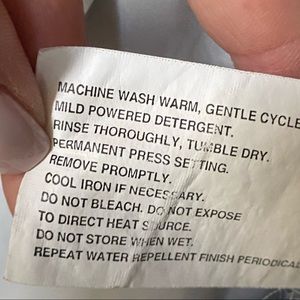 MACHINE WASH WARM, GENTLE CYCLE
MILD POWERED DETERGENT.
RINSE THOROUGHLY, TUMBLE DRY.
PERMANENT PRESS SETTING.
REMOVE PROMPTLY.
COOL IRON IF NECESSARY.
DO NOT BLEACH. DO NOT EXPOSE
TO DIRECT HEAT SOURCE.
DO NOT STORE WHEN WET.
REPEAT WATER REPELLENT FINISH